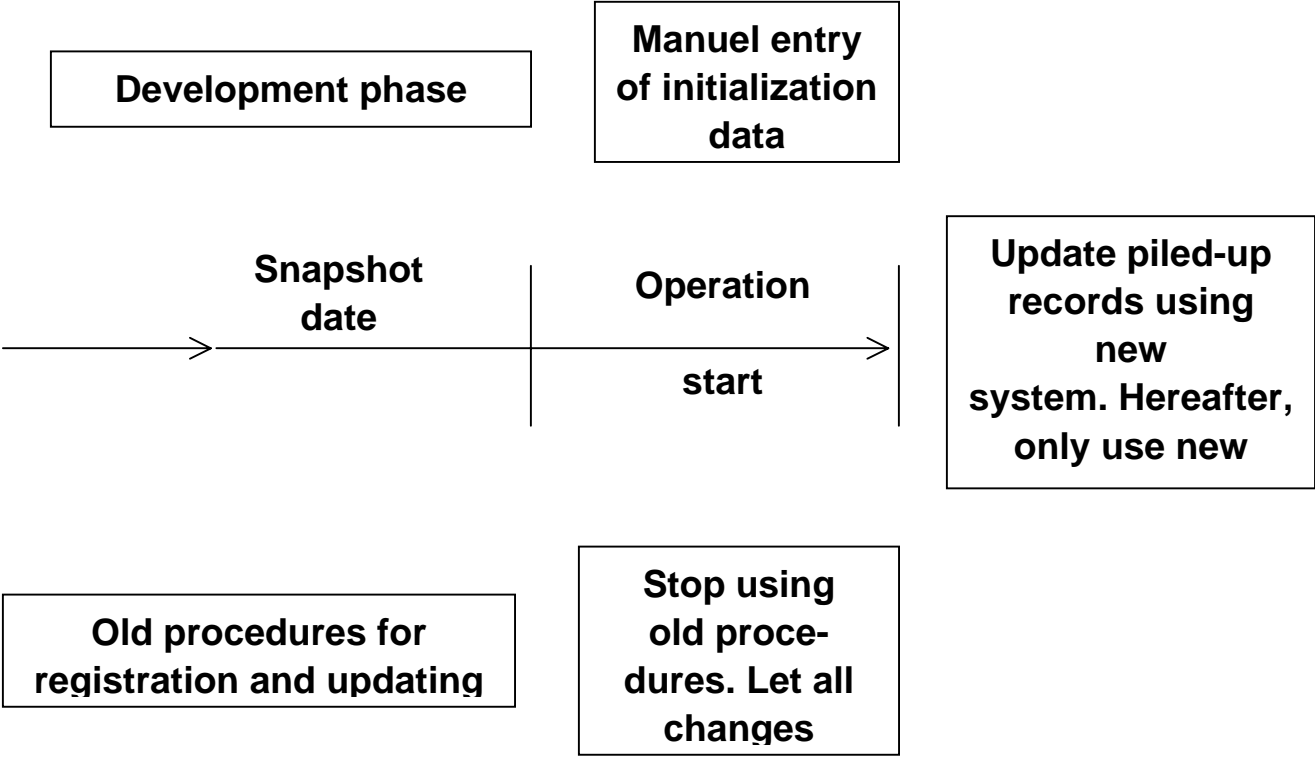 Development phase
Manuel entry
of initialization
data
Snapshot
date
Operation
start
Update piled-up
records using
new
system. Hereafter,
only use new
Old procedures for
registration and updating
Stop using
old proce-
dures. Let all
changes